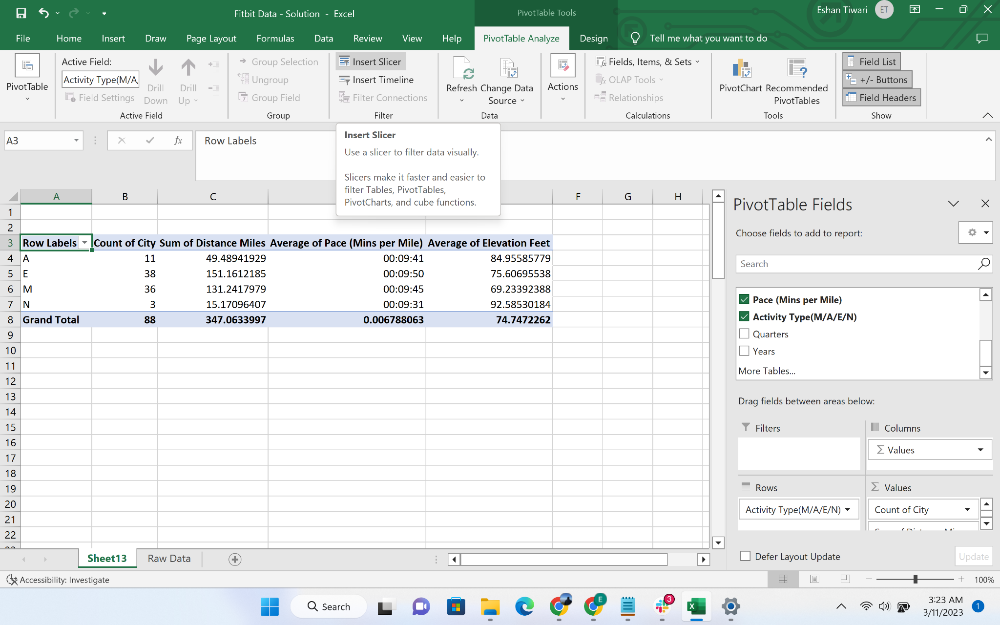 Fitbit Data - Solution - Excel
PivotTable Tools
Eshan Tiwari
ET
File
Home
Insert
Draw
Page Layout
Formulas
Data
Review
View
Help
PivotTable Analyze
Design
Tell me what you want to do
PivotTable
Active Field:
Activity Type(M/A,
Field Settings
Drill Down
Drill Up
Active Field
Group Selection
Ungroup
Group Field
Group
Insert Slicer
Insert Timeline
Filter Connections
Filter
Refresh
Change Data Source
Data
Actions
Fields, Items, & Sets
OLAP Tools
Relationships
Calculations
PivotChart
Recommended PivotTables
Tools
Field List
+/- Buttons
Field Headers
Show
A3
fx
Row Labels
Insert Slicer
Use a slicer to filter data visually.
Slicers make it faster and easier to
filter Tables, PivotTables,
PivotCharts, and cube functions.
A B C F G H
1
2
3 Row Labels Count of City Sum of Distance Miles Average of Pace (Mins per Mile) Average of Elevation Feet
4 A 11 49.48941929 00:09:41 84.95585779
5 E 38 151.1612185 00:09:50 75.60695538
6 M 36 131.2417979 00:09:45 69.23392388
7 N 3 15.17096407 00:09:31 92.58530184
8 Grand Total 88 347.0633997 0.006788063 74.7472262
9
10
11
12
13
14
15
16
17
18
19
20
21
22
PivotTable Fields
Choose fields to add to report:
Search
Pace (Mins per Mile)
Activity Type(M/A/E/N)
Quarters
Years
More Tables...
Drag fields between areas below:
Filters
Columns
Σ Values
Rows
Σ Values
Activity Type(M/A/E/N)
Count of City
Defer Layout Update
Update
Sheet13
Raw Data
Accessibility: Investigate
100%
Search
E
3
3:23 AM
3/11/2023
1